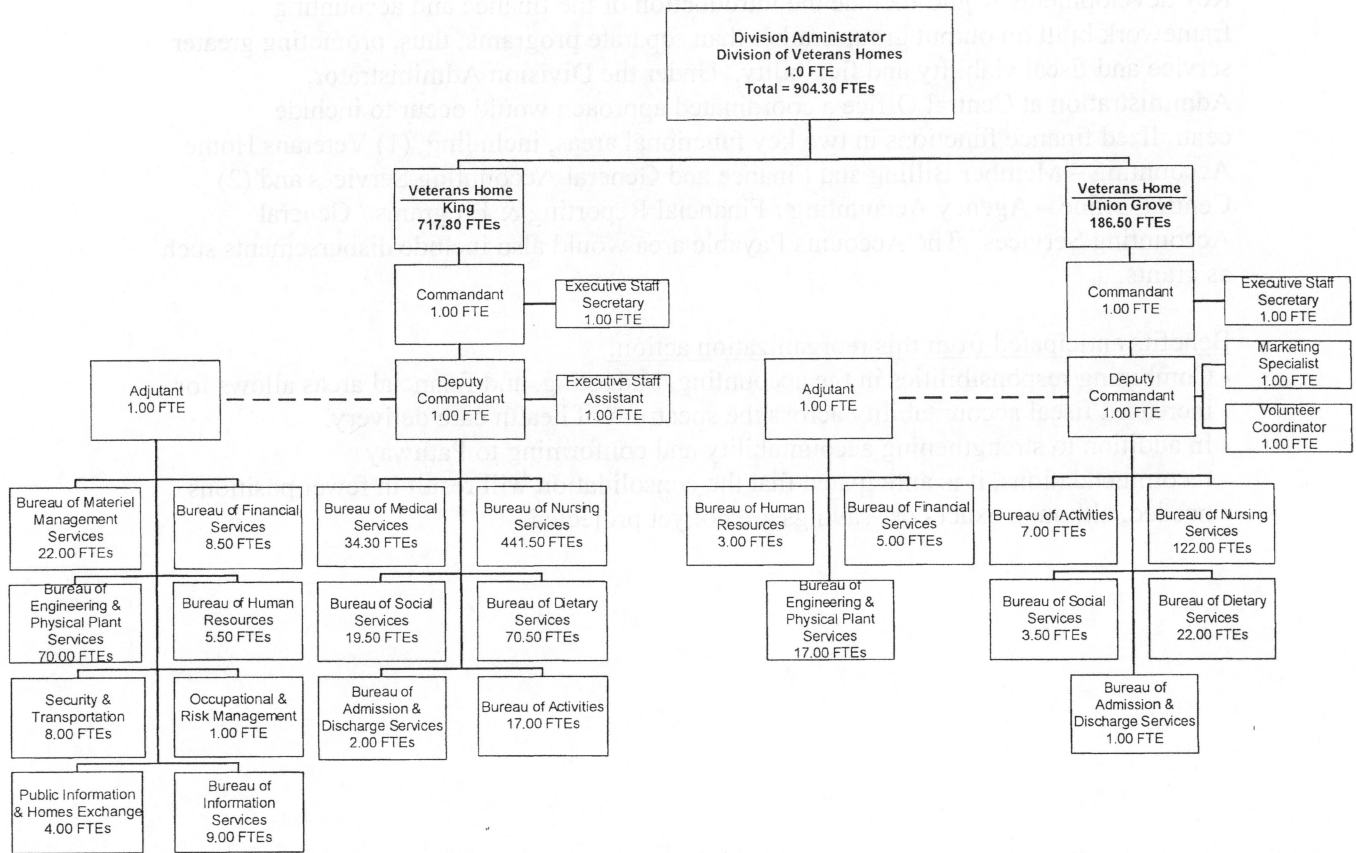 Division Administrator
Division of Veterans Homes
1.0 FTE
Total = 904.30 FTEs
Veterans Home
King
717.80 FTEs
Veterans Home
Union Grove
186.50 FTEs
Commandant
1.00 FTE
Executive Staff
Secretary
1.00 FTE
Commandant
1.00 FTE
Executive Staff
Secretary
1.00 FTE
Adjutant
1.00 FTE
Deputy
Commandant
1.00 FTE
Executive Staff
Assistant
1.00 FTE
Adjutant
1.00 FTE
Deputy
Commandant
1.00 FTE
Marketing
Specialist
1.00 FTE
Volunteer
Coordinator
1.00 FTE
Bureau of Materiel
Management
Services
22.00 FTEs
Bureau of Financial
Services
8.50 FTEs
Bureau of Medical
Services
34.30 FTEs
Bureau of Nursing
Services
441.50 FTEs
Bureau of Human
Resources
3.00 FTEs
Bureau of Financial
Services
5.00 FTEs
Bureau of Activities
7.00 FTEs
Bureau of Nursing
Services
122.00 FTEs
Bureau of
Engineering &
Physical Plant
Services
70.00 FTEs
Bureau of Human
Resources
5.50 FTEs
Bureau of Social
Services
19.50 FTEs
Bureau of Dietary
Services
70.50 FTEs
Bureau of
Engineering &
Physical Plant
Services
17.00 FTEs
Bureau of Social
Services
3.50 FTEs
Bureau of Dietary
Services
22.00 FTEs
Security &
Transportation
8.00 FTEs
Occupational &
Risk Management
1.00 FTE
Bureau of
Admission &
Discharge Services
2.00 FTEs
Bureau of Activities
17.00 FTEs
Bureau of
Admission &
Discharge Services
1.00 FTE
Public Information
& Homes Exchange
4.00 FTEs
Bureau of
Information
Services
9.00 FTEs